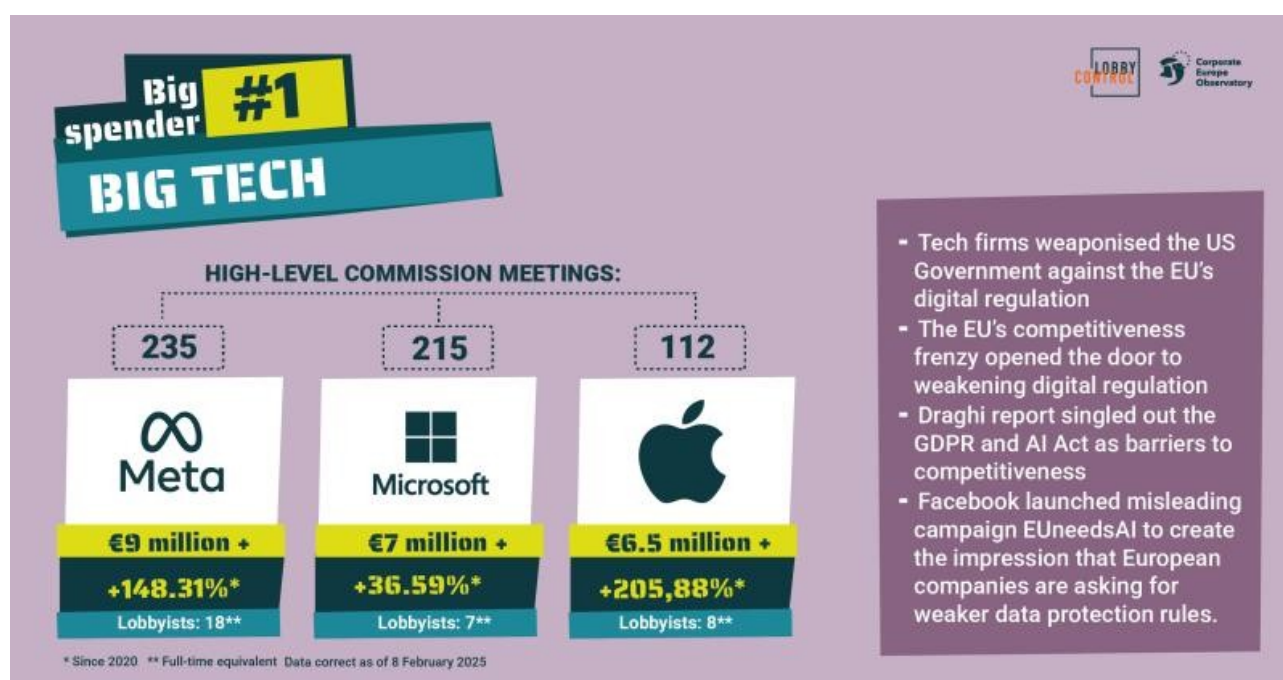 Big
spender
#1
BIG TECH
LOBBY
CONTROL
Corporate
Europe
Observatory
HIGH-LEVEL COMMISSION MEETINGS:
235
215
112
Meta
Microsoft
€9 million +
€7 million +
€6.5 million +
+148.31%*
+36.59%*
+205,88%*
Lobbyists: 18**
Lobbyists: 7**
Lobbyists: 8**
* Since 2020 ** Full-time equivalent Data correct as of 8 February 2025
- Tech firms weaponised the US
Government against the EU's
digital regulation
- The EU's competitiveness
frenzy opened the door to
weakening digital regulation
- Draghi report singled out the
GDPR and AI Act as barriers to
competitiveness
- Facebook launched misleading
campaign EUneedsAI to create
the impression that European
companies are asking for
weaker data protection rules.